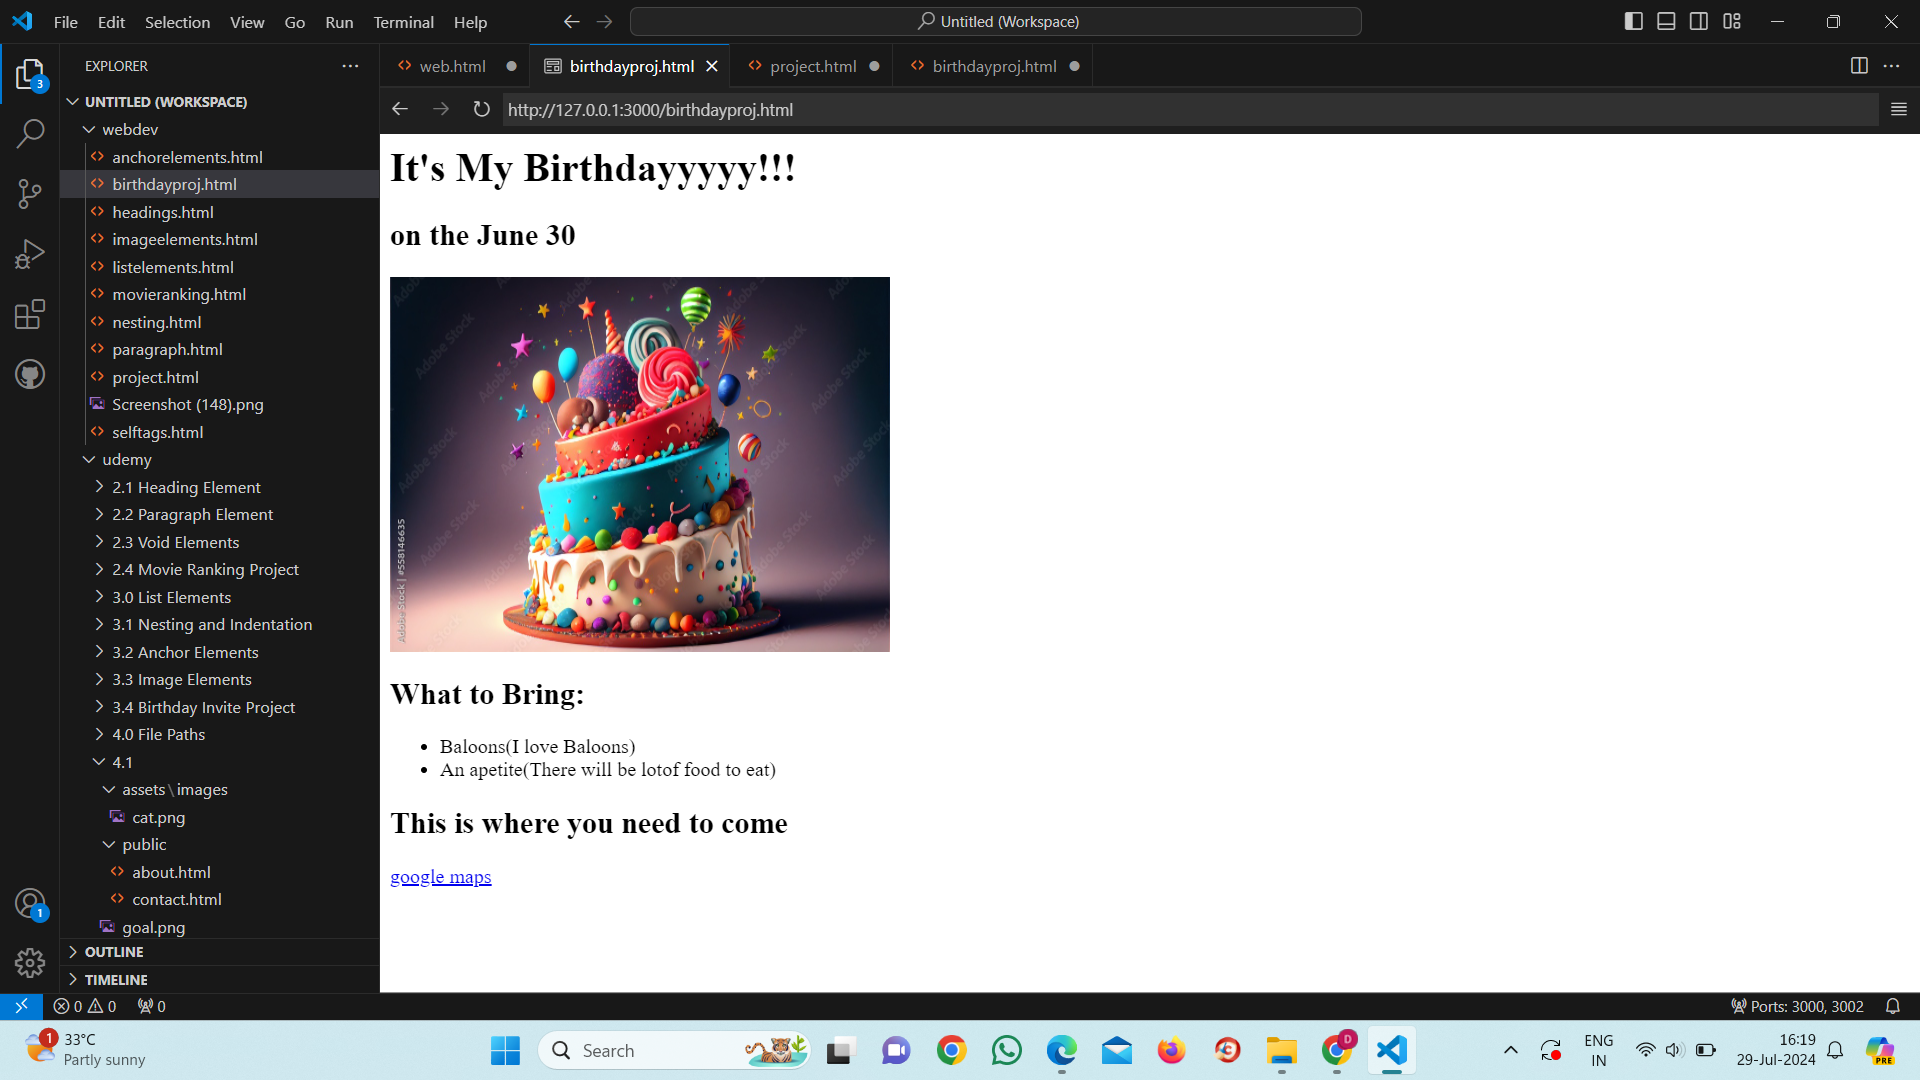 File Edit Selection View Go Run Terminal Help
Untitled (Workspace)
EXPLORER
3
UNTITLED (WORKSPACE)
webdev
anchorelements.html
birthdayproj.html
headings.html
imageelements.html
listelements.html
movieranking.html
nesting.html
paragraph.html
project.html
Screenshot (148).png
selftags.html
udemy
2.1 Heading Element
2.2 Paragraph Element
2.3 Void Elements
2.4 Movie Ranking Project
3.0 List Elements
3.1 Nesting and Indentation
3.2 Anchor Elements
3.3 Image Elements
3.4 Birthday Invite Project
4.0 File Paths
4.1
assets\images
cat.png
public
about.html
contact.html
goal.png
1
OUTLINE
TIMELINE
web.html birthdayproj.html project.html birthdayproj.html
http://127.0.0.1:3000/birthdayproj.html
It's My Birthdayyyyy!!!
on the June 30
Adobe Stock
Adobe Stock | #558146635
What to Bring:
Baloons(I love Baloons)
An apetite(There will be lotof food to eat)
This is where you need to come
google maps
0 0 0
Ports: 3000, 3002
1
33°C
Partly sunny
Search
D
ENG
IN
16:19
29-Jul-2024
PRE